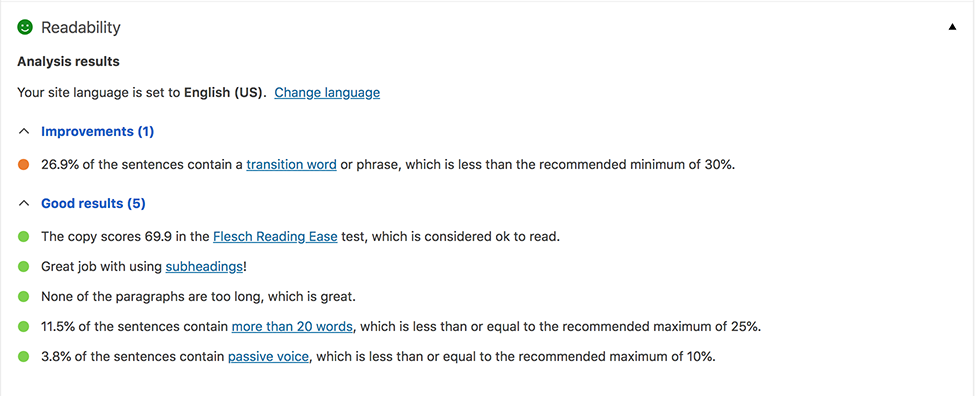 Readability
Analysis results
Your site language is set to English (US). Change language
Improvements (1)
26.9% of the sentences contain a transition word or phrase, which is less than the recommended minimum of 30%.
Good results (5)
The copy scores 69.9 in the Flesch Reading Ease test, which is considered ok to read.
Great job with using subheadings!
None of the paragraphs are too long, which is great.
11.5% of the sentences contain more than 20 words, which is less than or equal to the recommended maximum of 25%.
3.8% of the sentences contain passive voice, which is less than or equal to the recommended maximum of 10%.